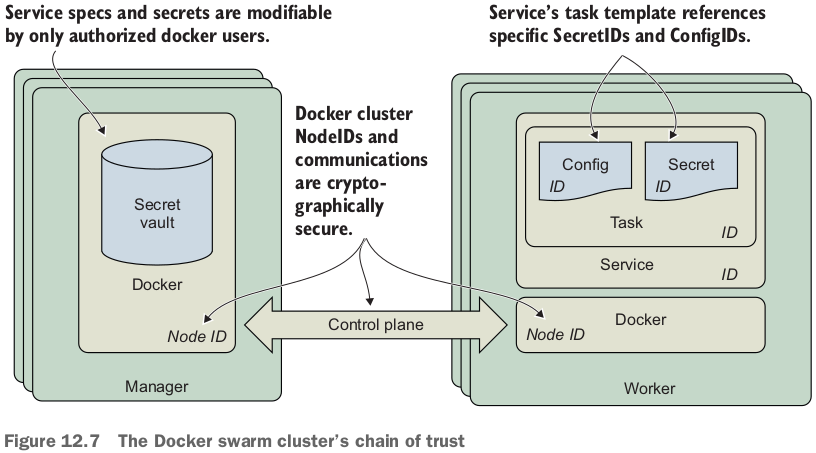 Service specs and secrets are modifiable
by only authorized docker users.
Service's task template references
specific SecretIDs and ConfigIDs.
Docker cluster
NodeIDs and
communications
are crypto-
graphically
secure.
Secret
vault
Docker
Node ID
Manager
Control plane
Config
ID
Secret
ID
Task
ID
Service
ID
Docker
Node ID
Worker
Figure 12.7 The Docker swarm cluster's chain of trust